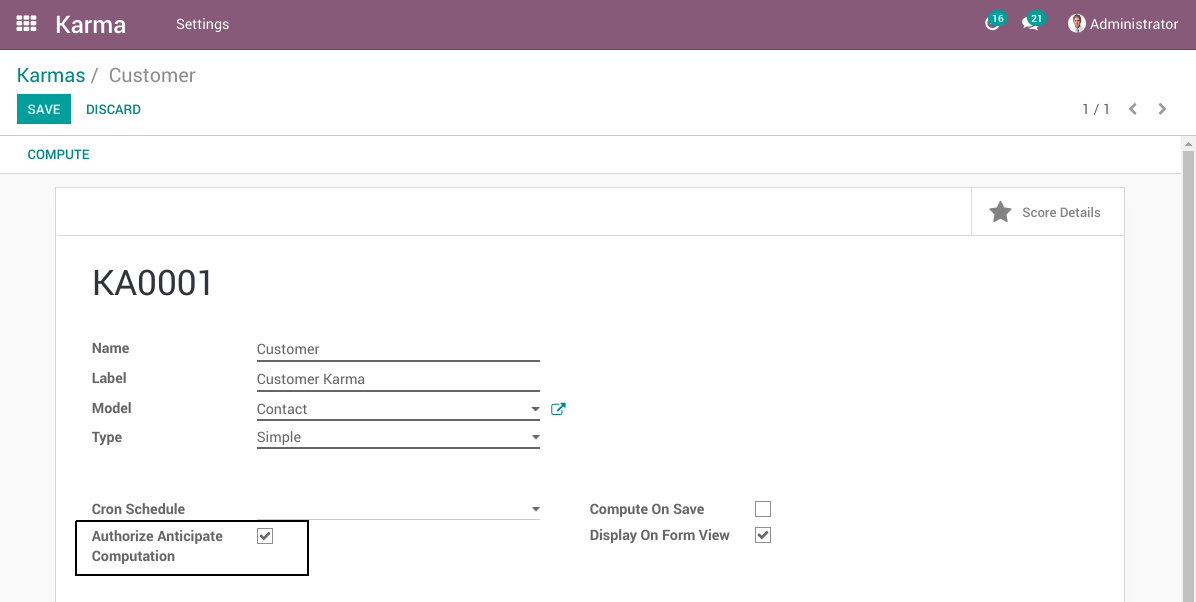 Karma Settings 16 21 Administrator
Karmas / Customer
SAVE DISCARD 1 / 1
COMPUTE
Score Details
KA0001
Name Customer
Label Customer Karma
Model Contact
Type Simple
Cron Schedule Compute On Save
Authorize Anticipate Display On Form View
Computation